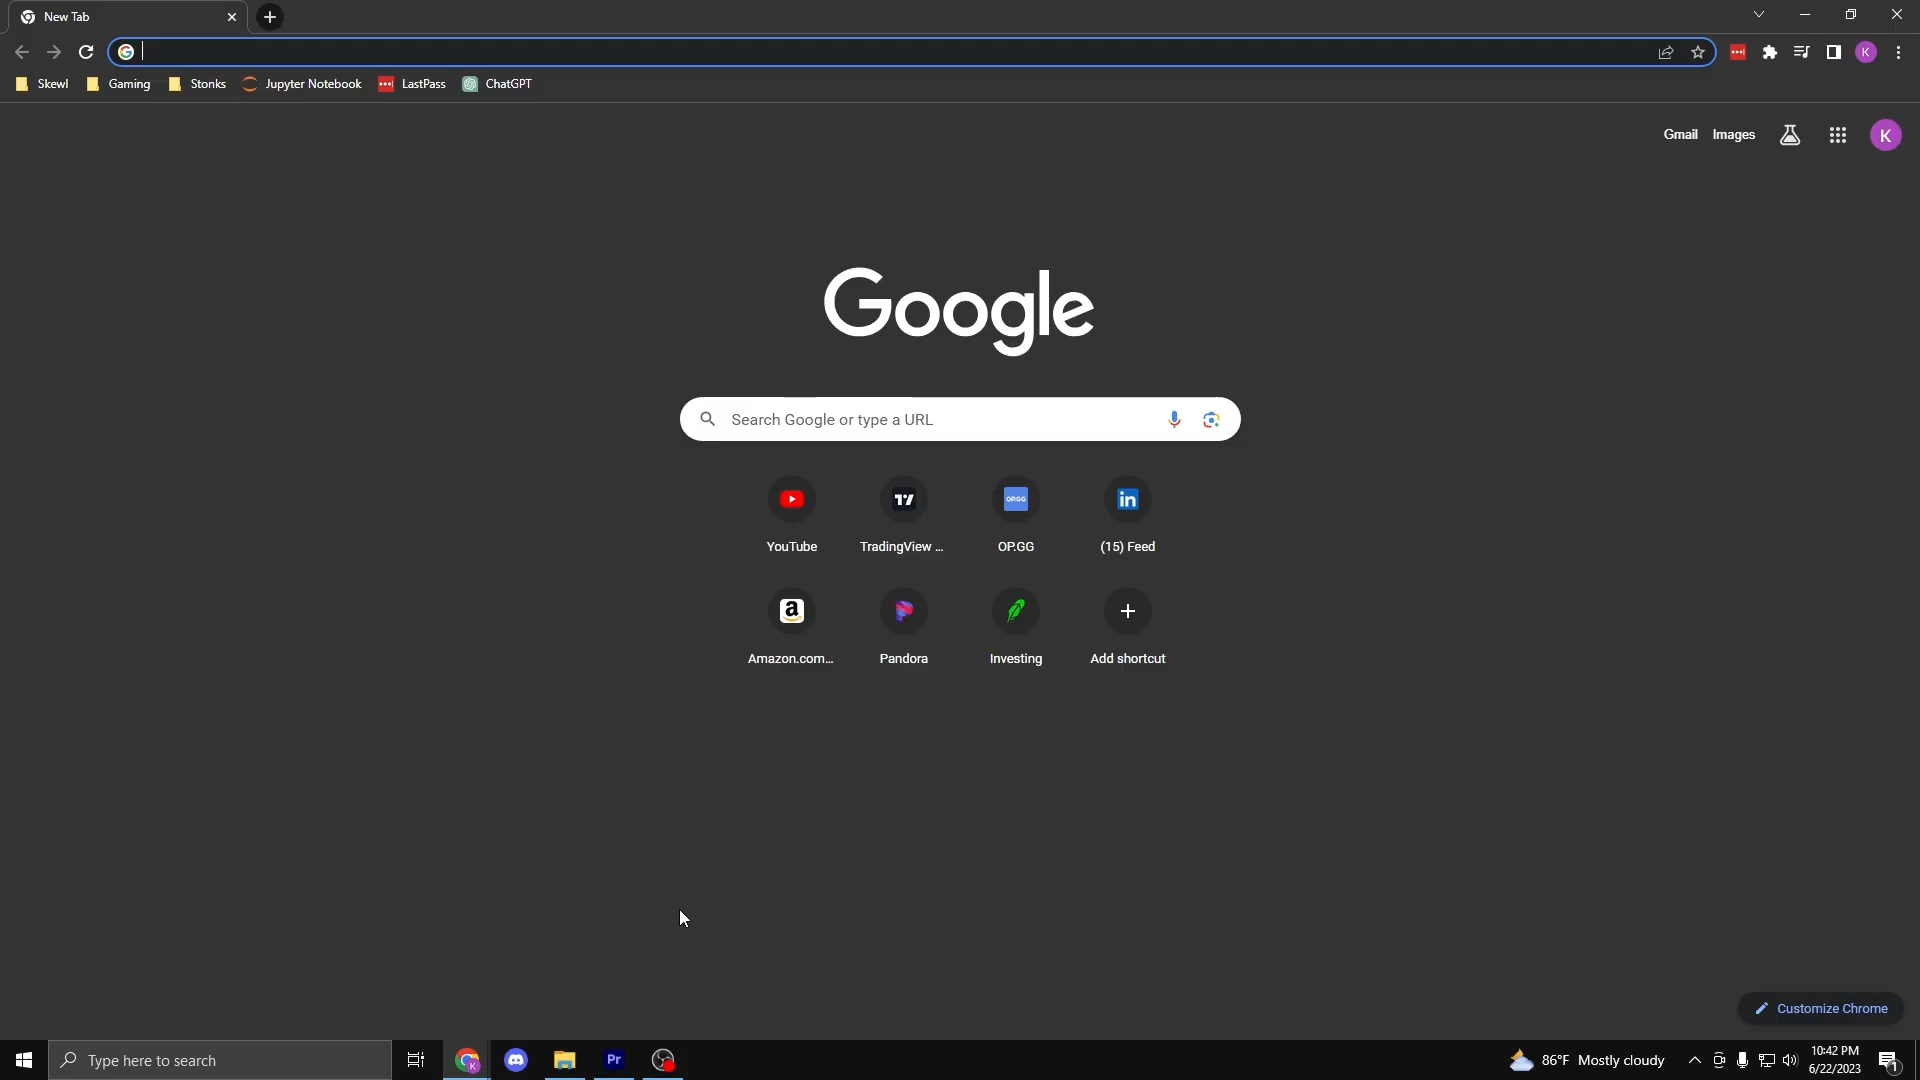 New Tab
Skewl Gaming Stonks Jupyter Notebook LastPass ChatGPT
Gmail Images K
Google
Search Google or type a URL
YouTube TradingView ... OP.GG (15) Feed
Amazon.com... Pandora Investing Add shortcut
Customize Chrome
Type here to search Pr 86°F Mostly cloudy 10:42 PM
6/22/2023 1